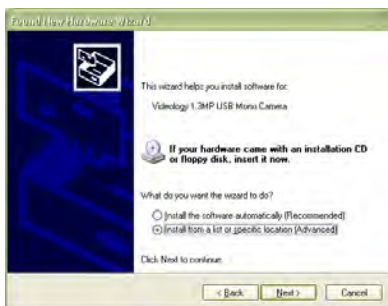 Found New Hardware Wizard
This wizard helps you install software for:
Videology 1.3MP USB Mono Camera
If your hardware came with an installation CD
or floppy disk, insert it now.
What do you want the wizard to do?
Install the software automatically (Recommended)
Install from a list or specific location (Advanced)
Click Next to continue.
< Back Next > Cancel